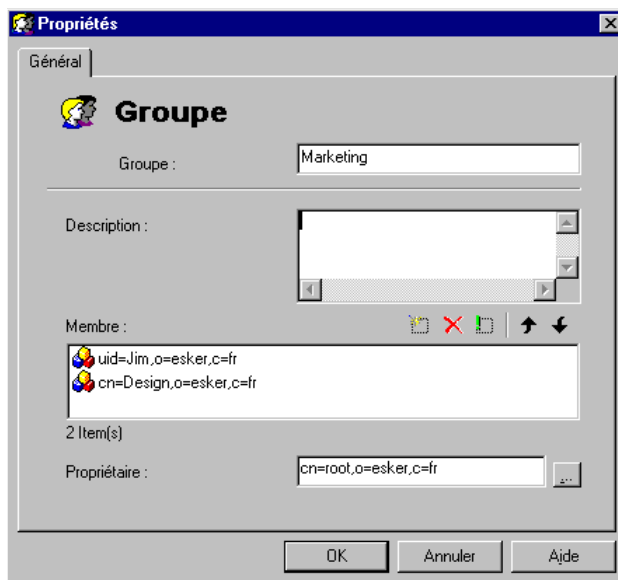 Propriétés
Général
Groupe
Groupe : Marketing
Description :
Membre :
uid=Jim,o=esker,c=fr
cn=Design,o=esker,c=fr
2 Item(s)
Propriétaire : cn=root,o=esker,c=fr ...
OK Annuler Aide